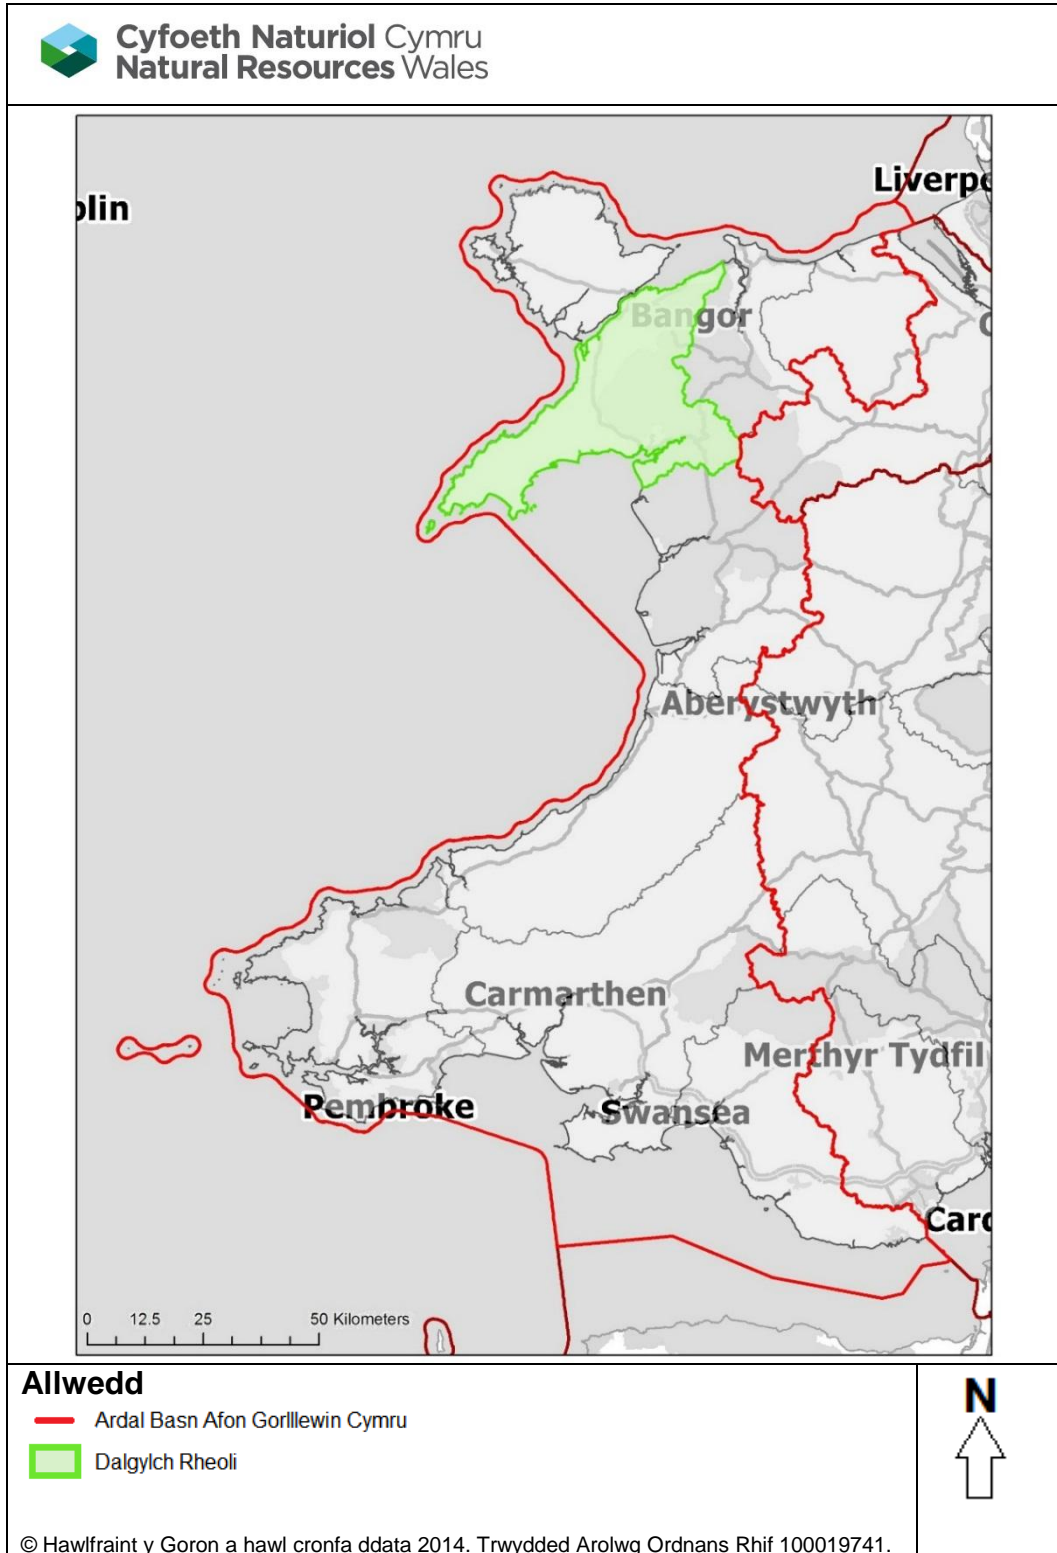 Cyfoeth Naturiol Cymru
Natural Resources Wales
Liverpo
olin
Bangor
C
Aberystwyth
Carmarthen
Merthyr Tydfil
Pembroke
Swansea
Card
0 12.5 25 50 Kilometers
Allwedd
N
Ardal Basn Afon Gorlllewin Cymru
Dalgylch Rheoli
© Hawlfraint y Goron a hawl cronfa ddata 2014. Trwydded Arolwg Ordnans Rhif 100019741.